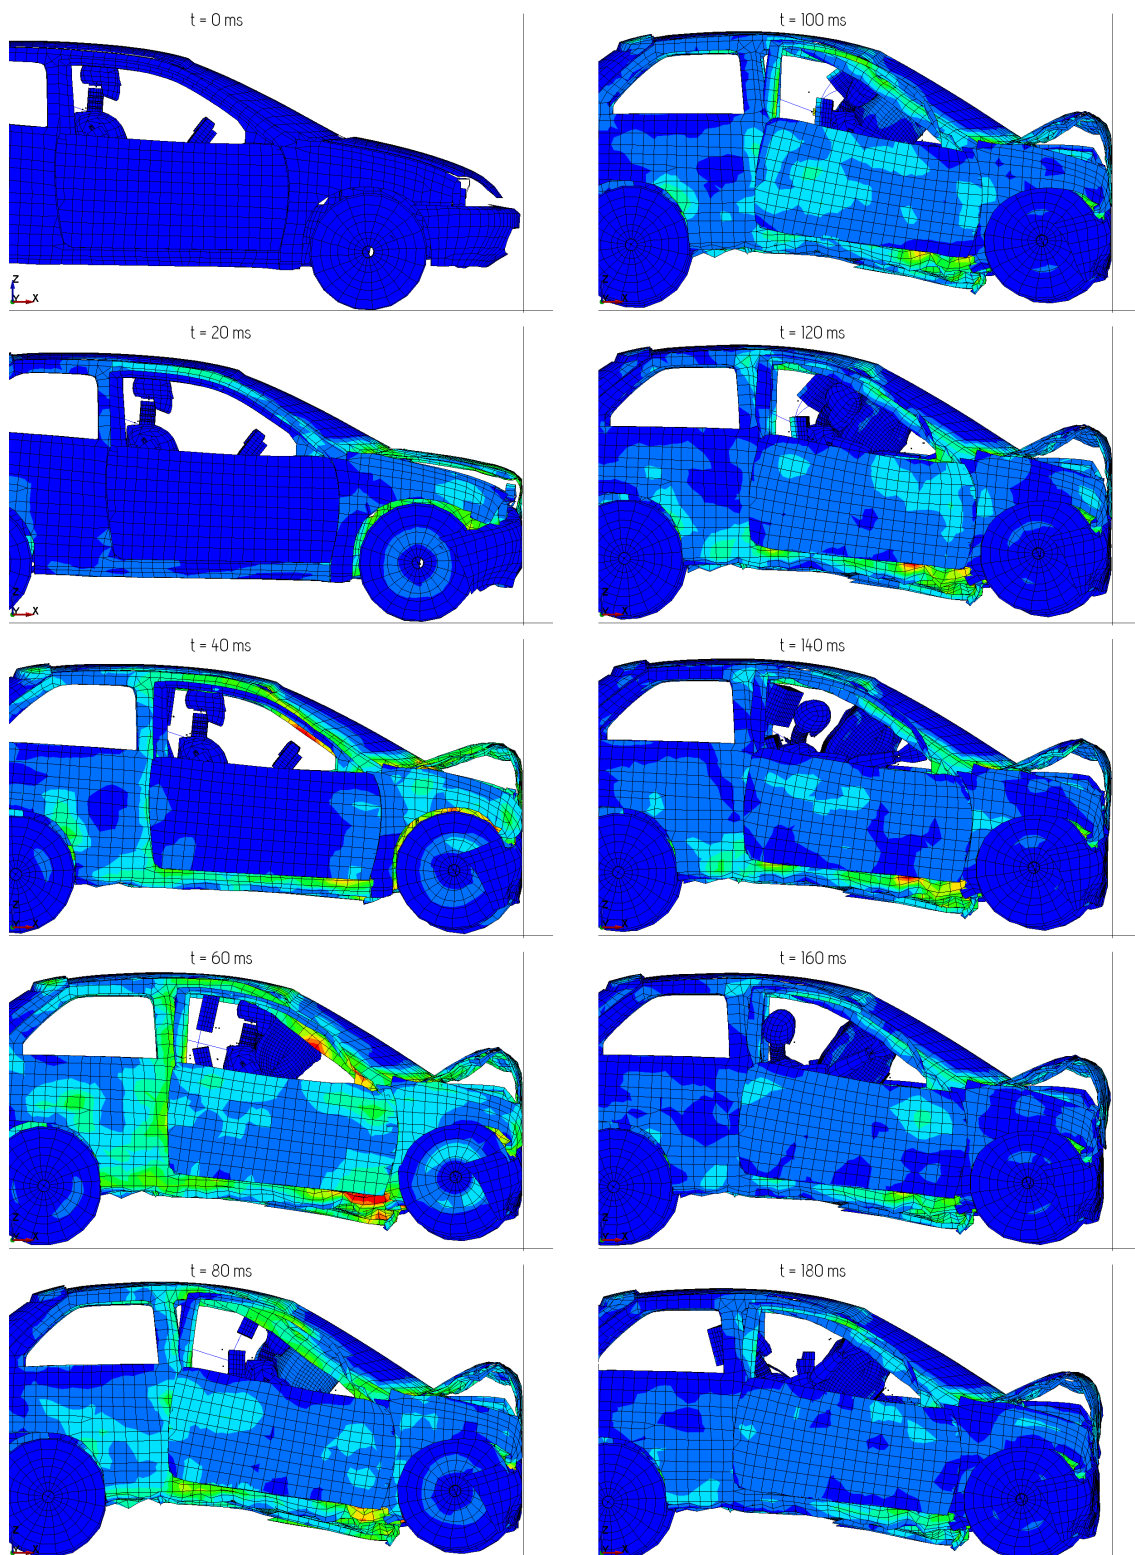 t = 0 ms
Z
Y X
t = 20 ms
Z
Y X
t = 40 ms
Z
Y X
t = 60 ms
Z
Y X
t = 80 ms
Z
X
t = 100 ms
Z
Y X
t = 120 ms
Z
Y X
t = 140 ms
Z
Y X
t = 160 ms
Z
Y X
t = 180 ms
Z
X